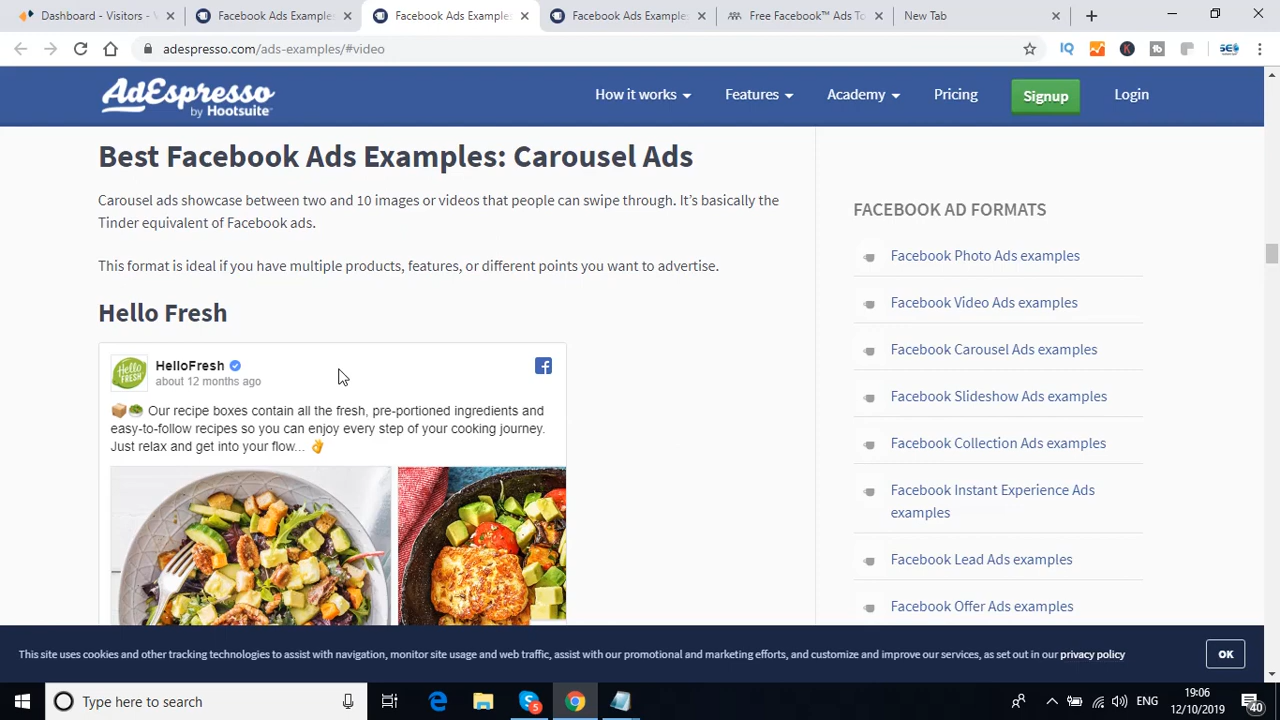 Dashboard - Visitors -
Facebook Ads Examples
Facebook Ads Examples
Facebook Ads Examples
Free Facebook™ Ads To
New Tab
adespresso.com/ads-examples/#video
AdEspresso
by Hootsuite
How it works
Features
Academy
Pricing
Signup
Login
Best Facebook Ads Examples: Carousel Ads
Carousel ads showcase between two and 10 images or videos that people can swipe through. It's basically the
Tinder equivalent of Facebook ads.
This format is ideal if you have multiple products, features, or different points you want to advertise.
Hello Fresh
Hello
FRESH
HelloFresh
about 12 months ago
📦🥬 Our recipe boxes contain all the fresh, pre-portioned ingredients and
easy-to-follow recipes so you can enjoy every step of your cooking journey.
Just relax and get into your flow... 👌
FACEBOOK AD FORMATS
Facebook Photo Ads examples
Facebook Video Ads examples
Facebook Carousel Ads examples
Facebook Slideshow Ads examples
Facebook Collection Ads examples
Facebook Instant Experience Ads
examples
Facebook Lead Ads examples
Facebook Offer Ads examples
This site uses cookies and other tracking technologies to assist with navigation, monitor site usage and web traffic, assist with our promotional and marketing efforts, and customize and improve our services, as set out in our privacy policy
OK
Type here to search
5
ENG
19:06
12/10/2019
40